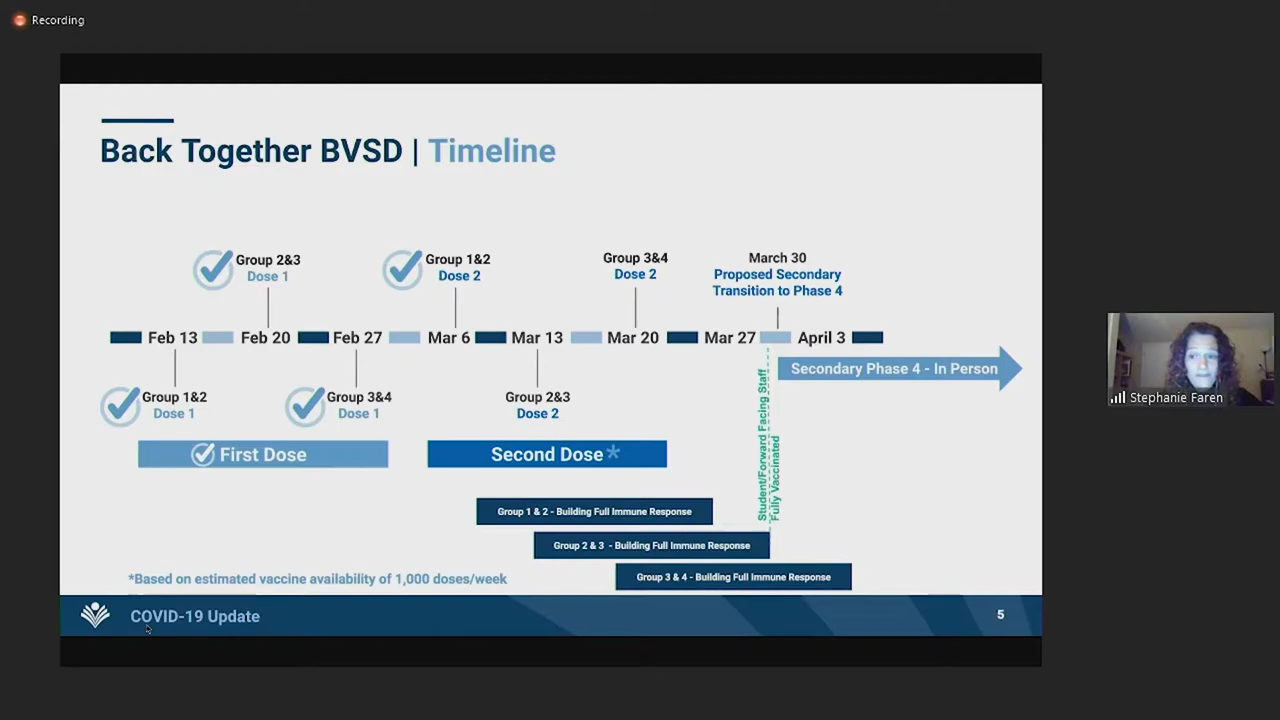 Recording
Back Together BVSD | Timeline
Group 2&3
Dose 1
Group 1&2
Dose 2
Group 3&4
Dose 2
March 30
Proposed Secondary
Transition to Phase 4
Feb 13
Feb 20
Feb 27
Mar 6
Mar 13
Mar 20
Mar 27
April 3
Secondary Phase 4 - In Person
Group 1&2
Dose 1
Group 3&4
Dose 1
Group 2&3
Dose 2
Student/Forward Facing Staff
Fully Vaccinated
First Dose
Second Dose*
Group 1 & 2 - Building Full Immune Response
Group 2 & 3 - Building Full Immune Response
Group 3 & 4 - Building Full Immune Response
*Based on estimated vaccine availability of 1,000 doses/week
COVID-19 Update
5
Stephanie Faren